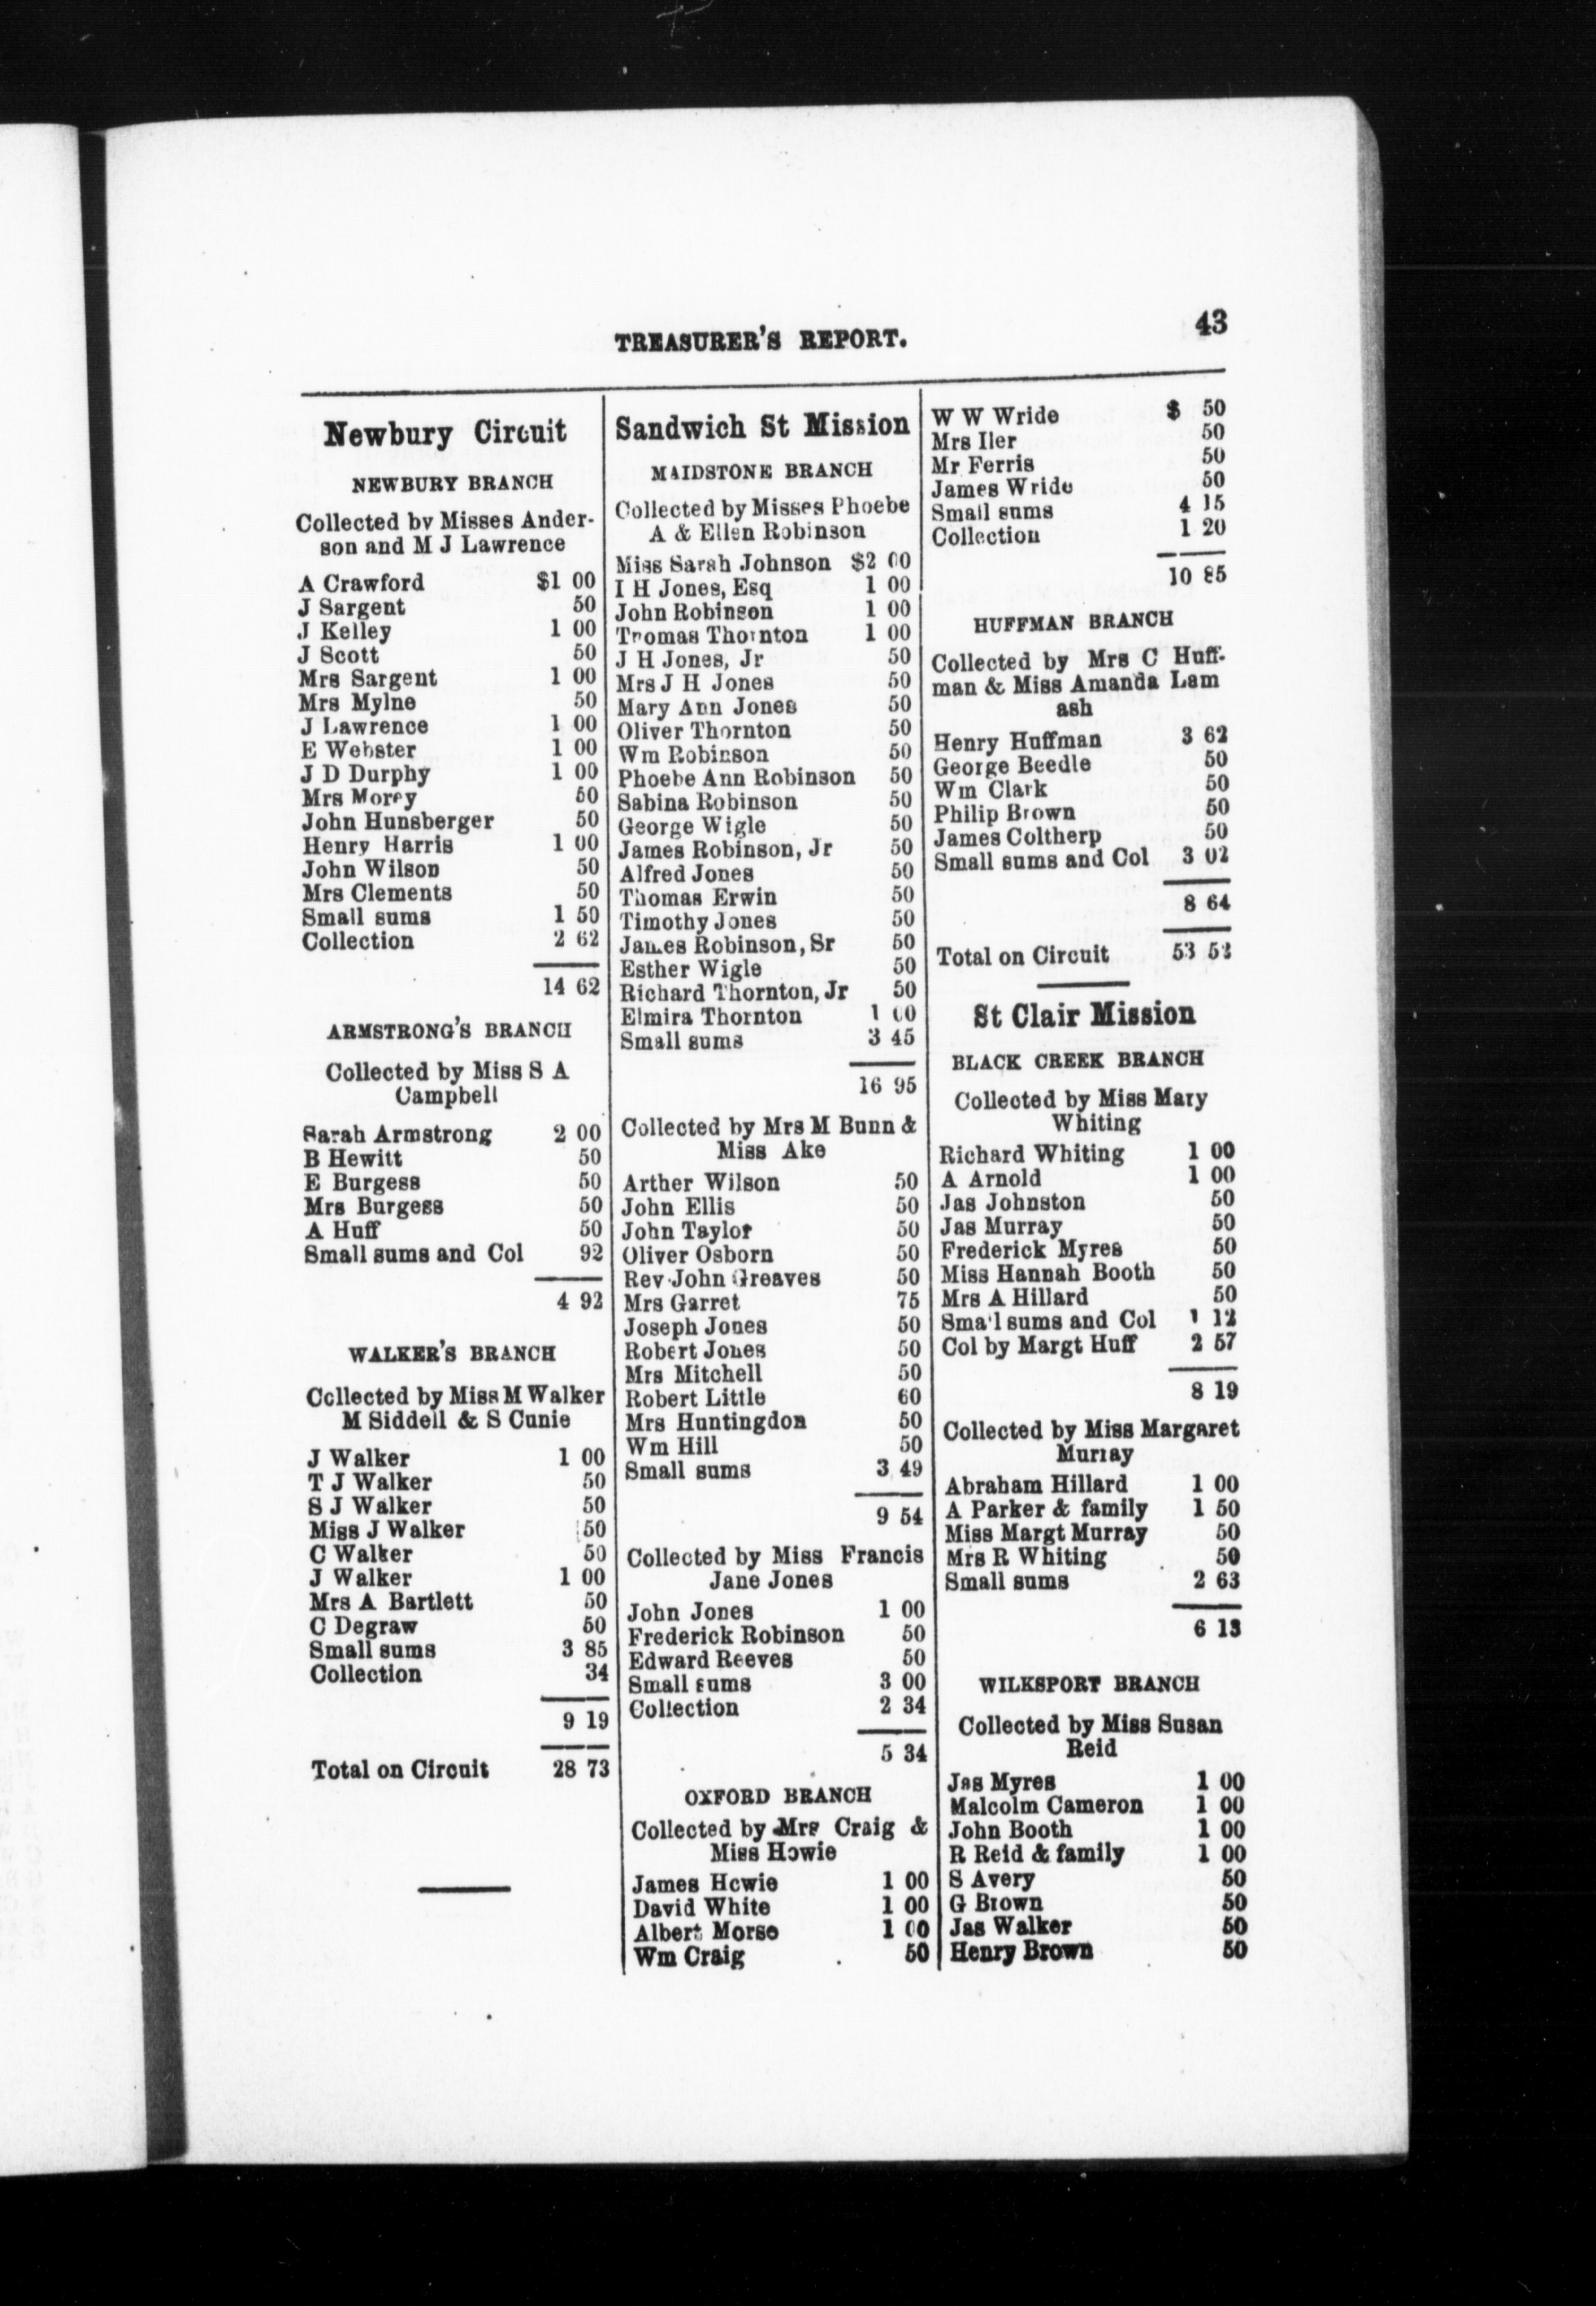 TREASURER'S REPORT.
43
Newbury Circuit
NEWBURY BRANCH
Collected by Misses Ander-
son and M J Lawrence
A Crawford $1 00
J Sargent 50
J Kelley 1 00
J Scott 50
Mrs Sargent 1 00
Mrs Mylne 50
J Lawrence 1 00
E Webster 1 00
J D Durphy 1 00
Mrs Morey 50
John Hunsberger 50
Henry Harris 1 00
John Wilson 50
Mrs Clements 50
Small sums 1 50
Collection 2 62
14 62
ARMSTRONG'S BRANCH
Collected by Miss S A
Campbell
Sarah Armstrong 2 00
B Hewitt 50
E Burgess 50
Mrs Burgess 50
A Huff 50
Small sums and Col 92
4 92
WALKER'S BRANCH
Collected by Miss M Walker
M Siddell & S Cunie
J Walker 1 00
T J Walker 50
S J Walker 50
Miss J Walker 50
C Walker 50
J Walker 1 00
Mrs A Bartlett 50
C Degraw 50
Small sums 3 85
Collection 34
9 19
Total on Circuit 28 73
Sandwich St Mission
MAIDSTONE BRANCH
Collected by Misses Phoebe
A & Ellen Robinson
Miss Sarah Johnson $2 00
I H Jones, Esq 1 00
John Robinson 1 00
Thomas Thornton 1 00
J H Jones, Jr 50
Mrs J H Jones 50
Mary Ann Jones 50
Oliver Thornton 50
Wm Robinson 50
Phoebe Ann Robinson 50
Sabina Robinson 50
George Wigle 50
James Robinson, Jr 50
Alfred Jones 50
Thomas Erwin 50
Timothy Jones 50
James Robinson, Sr 50
Esther Wigle 50
Richard Thornton, Jr 50
Elmira Thornton 1 00
Small sums 3 45
16 95
Collected by Mrs M Bunn &
Miss Ake
Arther Wilson 50
John Ellis 50
John Taylor 50
Oliver Osborn 50
Rev John Greaves 50
Mrs Garret 75
Joseph Jones 50
Robert Jones 50
Mrs Mitchell 50
Robert Little 60
Mrs Huntingdon 50
Wm Hill 50
Small sums 3 49
9 54
Collected by Miss Francis
Jane Jones
John Jones 1 00
Frederick Robinson 50
Edward Reeves 50
Small sums 3 00
Collection 2 34
5 34
OXFORD BRANCH
Collected by Mrs Craig &
Miss Howie
James Howie 1 00
David White 1 00
Albert Morse 1 00
Wm Craig 50
W W Wride $ 50
Mrs Iler 50
Mr Ferris 50
James Wride 50
Small sums 4 15
Collection 1 20
10 85
HUFFMAN BRANCH
Collected by Mrs C Huff-
man & Miss Amanda Lam
ash
Henry Huffman 3 62
George Beedle 50
Wm Clark 50
Philip Brown 50
James Coltherp 50
Small sums and Col 3 02
8 64
Total on Circuit 53 52
St Clair Mission
BLACK CREEK BRANCH
Collected by Miss Mary
Whiting
Richard Whiting 1 00
A Arnold 1 00
Jas Johnston 50
Jas Murray 50
Frederick Myres 50
Miss Hannah Booth 50
Mrs A Hillard 50
Small sums and Col 1 12
Col by Margt Huff 2 57
8 19
Collected by Miss Margaret
Murray
Abraham Hillard 1 00
A Parker & family 1 50
Miss Margt Murray 50
Mrs R Whiting 50
Small sums 2 63
6 13
WILKSPORT BRANCH
Collected by Miss Susan
Reid
Jas Myres 1 00
Malcolm Cameron 1 00
John Booth 1 00
R Reid & family 1 00
S Avery 50
G Brown 50
Jas Walker 50
Henry Brown 50